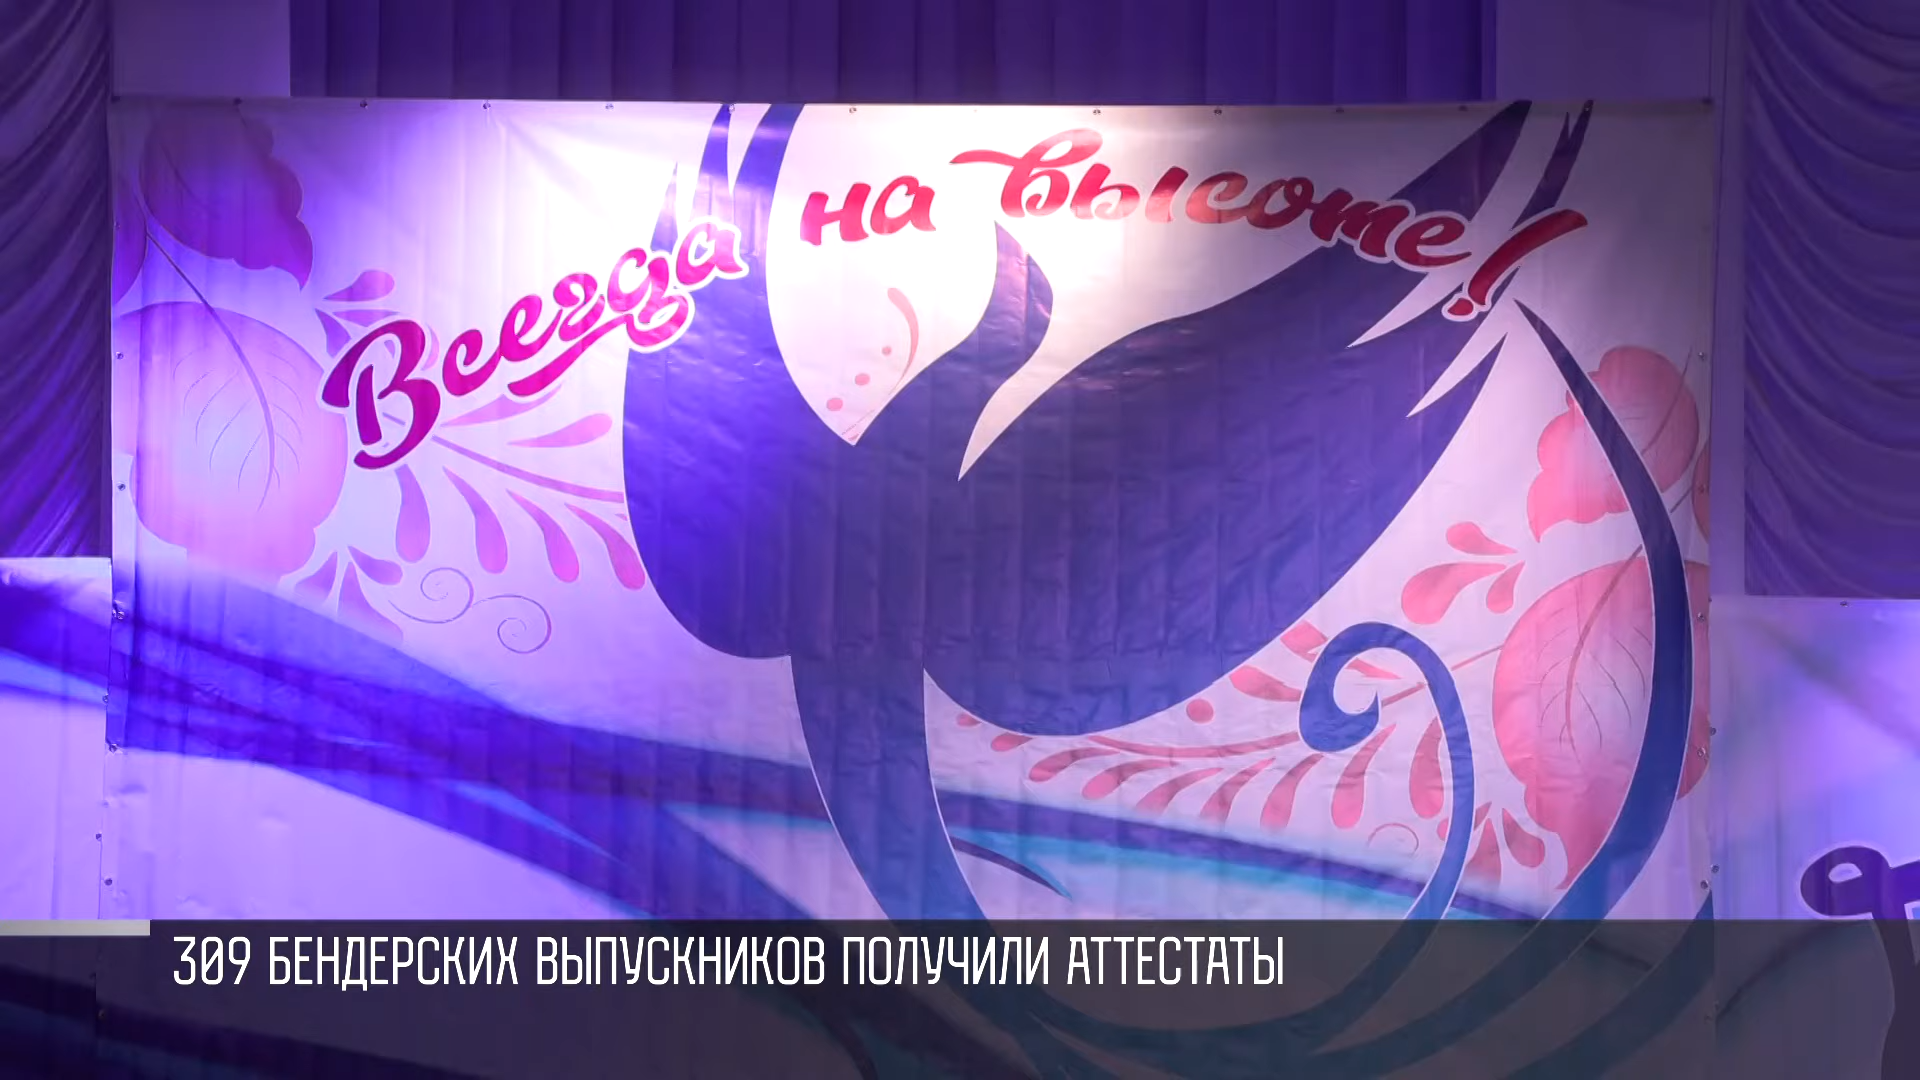 Всегда на высоте!
309 БЕНДЕРСКИХ ВЫПУСКНИКОВ ПОЛУЧИЛИ АТТЕСТАТЫ